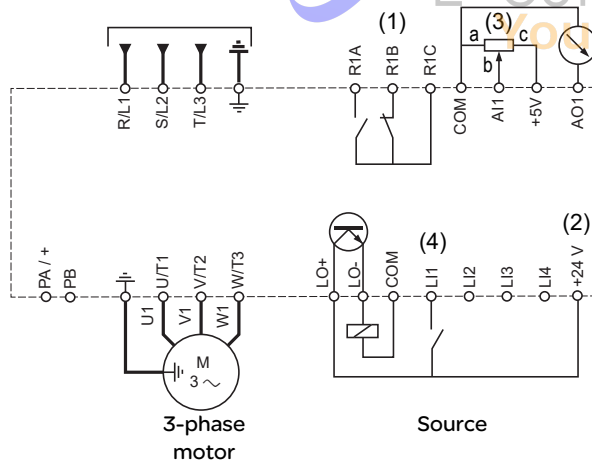 You
(1)
(3)
a
c
b
R/L1
S/L2
T/L3
R1A
R1B
R1C
COM
AI1
+5V
AO1
(4)
(2)
PA / +
PB
U/T1
V/T2
W/T3
LO+
LO-
COM
LI1
LI2
LI3
LI4
+24 V
U1
V1
W1
M
3 ~
3-phase
motor
Source